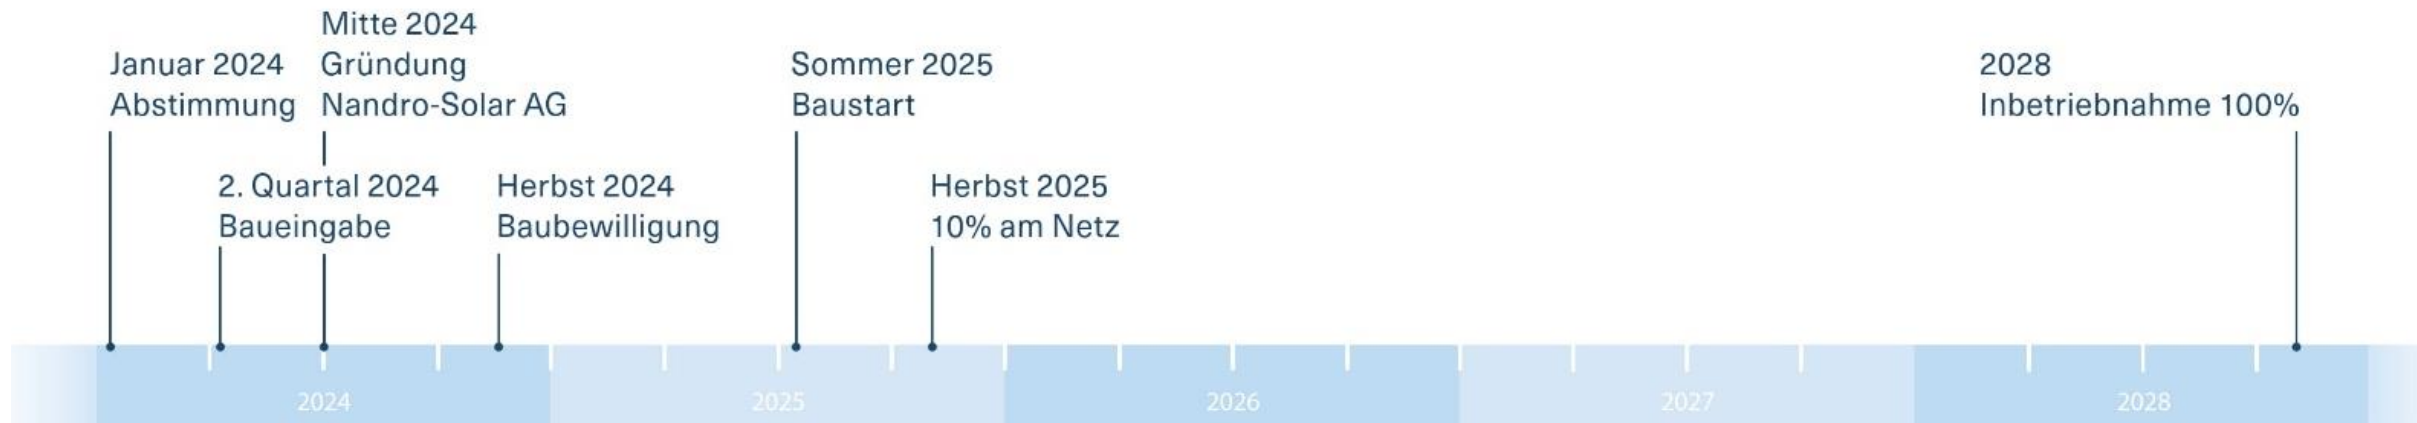 Januar 2024
Abstimmung
2. Quartal 2024
Baueingabe
Mitte 2024
Gründung
Nandro-Solar AG
Herbst 2024
Baubewilligung
Sommer 2025
Baustart
Herbst 2025
10% am Netz
2028
Inbetriebnahme 100%
2024
2025
2026
2027
2028